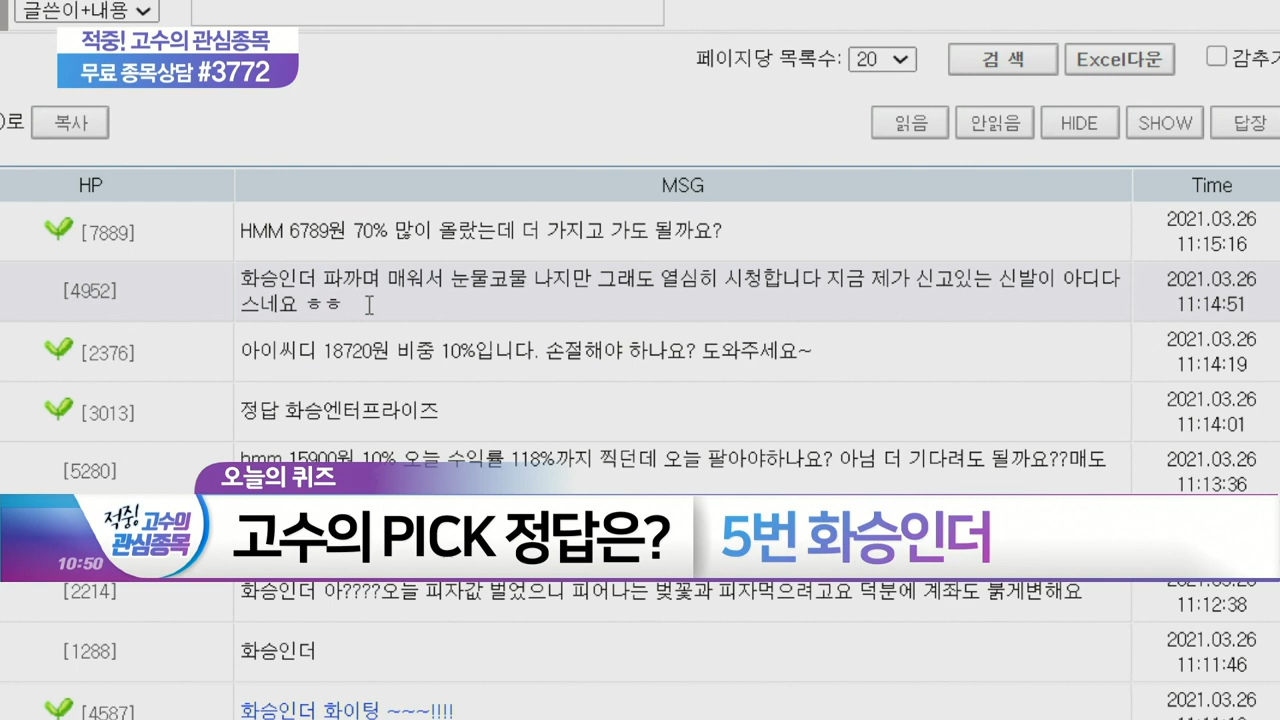 글쓴이+내용
적중! 고수의 관심종목
무료 종목상담 #3772
페이지당 목록수: 20 검 색 Excel다운 감추기
로 복사 읽음 안읽음 HIDE SHOW 답장
HP MSG Time
[7889] HMM 6789원 70% 많이 올랐는데 더 가지고 가도 될까요? 2021.03.26
11:15:16
[4952] 화승인더 파까며 매워서 눈물코물 나지만 그래도 열심히 시청합니다 지금 제가 신고있는 신발이 아디다 2021.03.26
스네요 ㅎㅎ 11:14:51
[2376] 아이씨디 18720원 비중 10%입니다. 손절해야 하나요? 도와주세요~ 2021.03.26
11:14:19
[3013] 정답 화승엔터프라이즈 2021.03.26
11:14:01
[5280] hmm 15900원 10% 오늘 수익률 118%까지 찍던데 오늘 팔아야하나요? 아님 더 기다려도 될까요??매도 2021.03.26
11:13:36
오늘의 퀴즈
적중! 고수의
관심종목
10:50
고수의 PICK 정답은? 5번 화승인더
[2214] 화승인더 아????오늘 피자값 벌었으니 피어나는 벚꽃과 피자먹으려고요 덕분에 계좌도 붉게변해요 2021.03.26
11:12:38
[1288] 화승인더 2021.03.26
11:11:46
[4587] 화승인더 화이팅 ~~~!!!! 2021.03.26